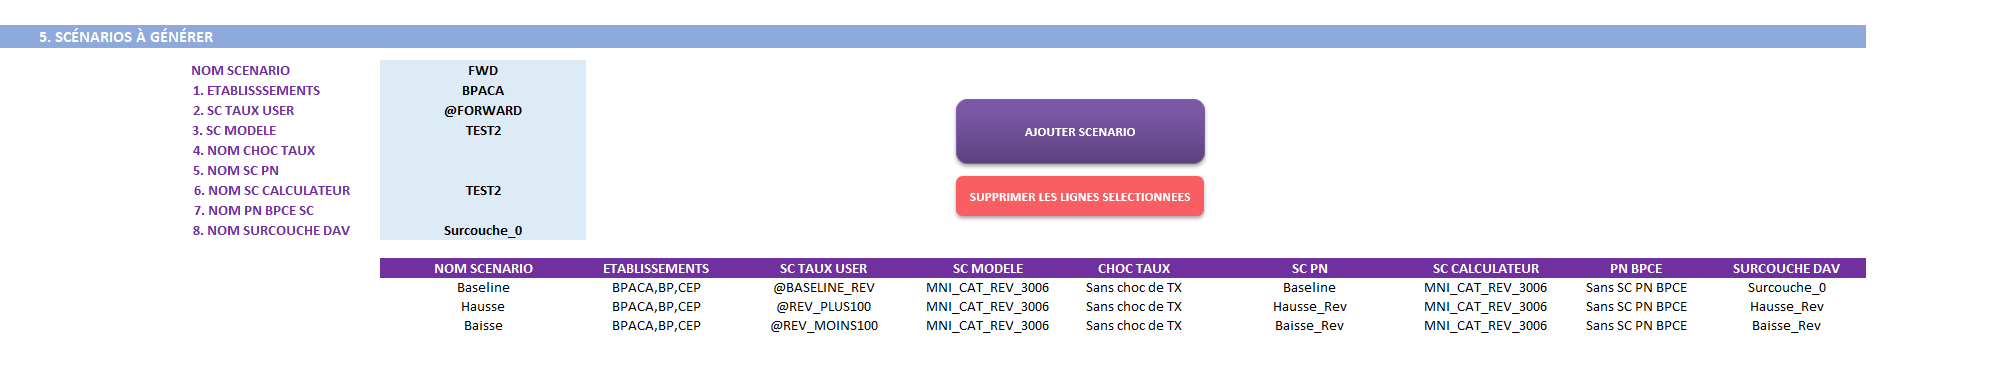 5. SCÉNARIOS À GÉNÉRER
NOM SCENARIO FWD
1. ETABLISSSEMENTS BPACA
2. SC TAUX USER @FORWARD
3. SC MODELE TEST2
4. NOM CHOC TAUX
5. NOM SC PN
6. NOM SC CALCULATEUR TEST2
7. NOM PN BPCE SC
8. NOM SURCOUCHE DAV Surcouche_0
AJOUTER SCENARIO
SUPPRIMER LES LIGNES SELECTIONNEES
NOM SCENARIO ETABLISSEMENTS SC TAUX USER SC MODELE CHOC TAUX SC PN SC CALCULATEUR PN BPCE SURCOUCHE DAV
Baseline BPACA,BP,CEP @BASELINE_REV MNI_CAT_REV_3006 Sans choc de TX Baseline MNI_CAT_REV_3006 Sans SC PN BPCE Surcouche_0
Hausse BPACA,BP,CEP @REV_PLUS100 MNI_CAT_REV_3006 Sans choc de TX Hausse_Rev MNI_CAT_REV_3006 Sans SC PN BPCE Hausse_Rev
Baisse BPACA,BP,CEP @REV_MOINS100 MNI_CAT_REV_3006 Sans choc de TX Baisse_Rev MNI_CAT_REV_3006 Sans SC PN BPCE Baisse_Rev